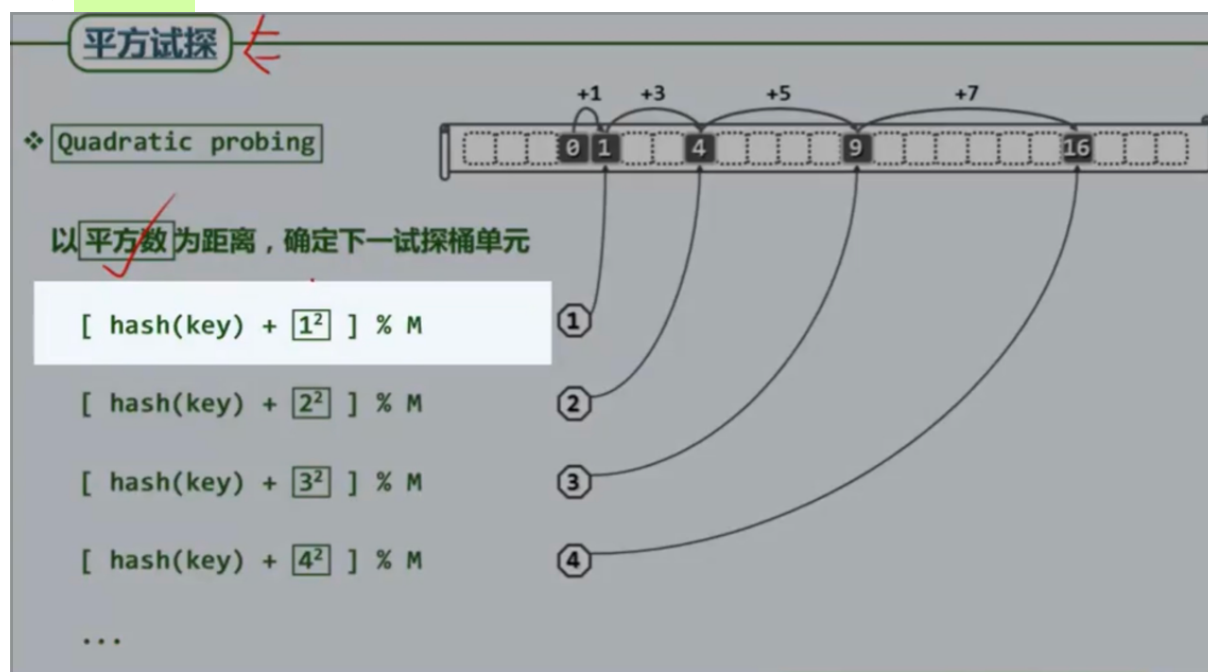 平方试探
+1 +3 +5 +7
❖ Quadratic probing
0 1 4 9 16
以平方数为距离，确定下一试探桶单元
[ hash(key) + 1² ] % M ①
[ hash(key) + 2² ] % M ②
[ hash(key) + 3² ] % M ③
[ hash(key) + 4² ] % M ④
...